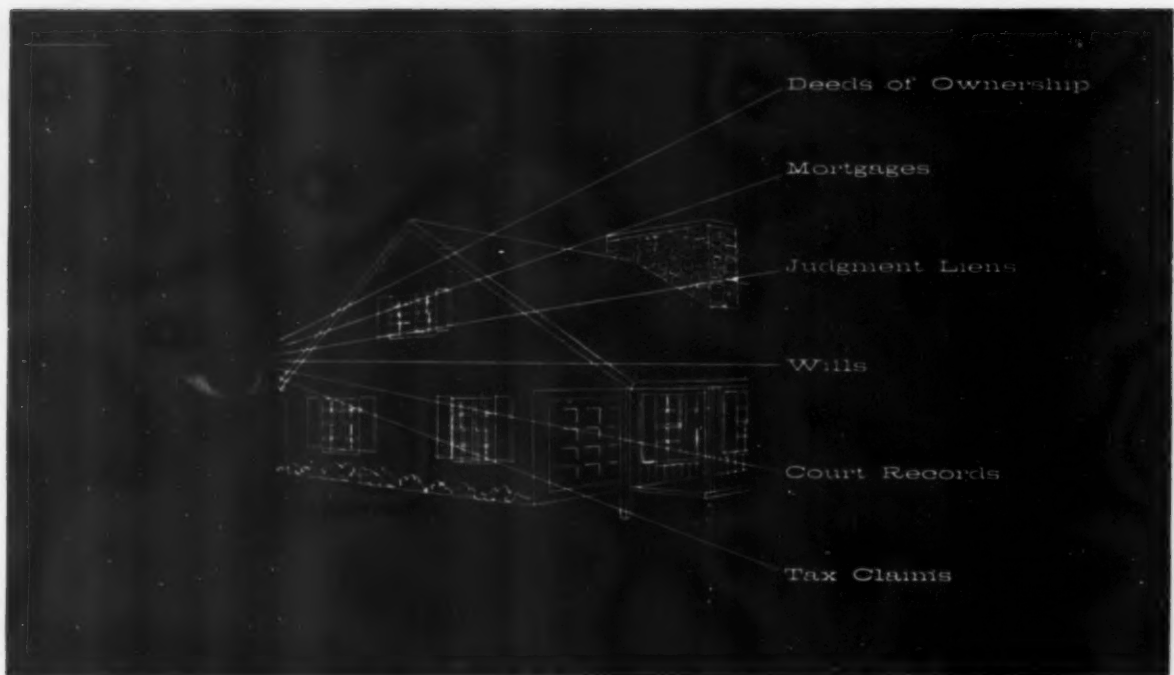 Deeds of Ownership
Mortgages
Judgment Liens
Wills
Court Records
Tax Claims